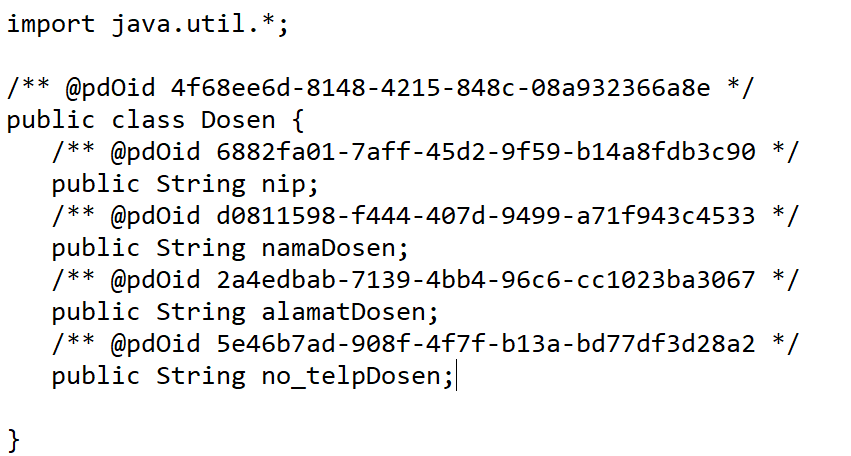 import java.util.*;
/** @pdOid 4f68ee6d-8148-4215-848c-08a932366a8e */
public class Dosen {
/** @pdOid 6882fa01-7aff-45d2-9f59-b14a8fdb3c90 */
public String nip;
/** @pdOid d0811598-f444-407d-9499-a71f943c4533 */
public String namaDosen;
/** @pdOid 2a4edbab-7139-4bb4-96c6-cc1023ba3067 */
public String alamatDosen;
/** @pdOid 5e46b7ad-908f-4f7f-b13a-bd77df3d28a2 */
public String no_telpDosen;
}